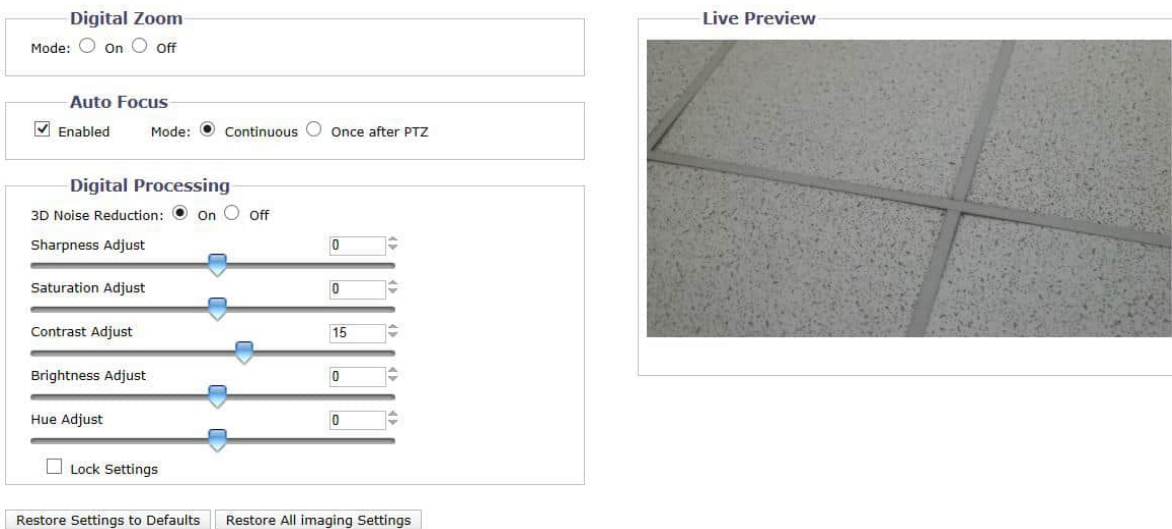 Digital Zoom
Mode: On Off
Auto Focus
Enabled Mode: Continuous Once after PTZ
Digital Processing
3D Noise Reduction: On Off
Sharpness Adjust 0
Saturation Adjust 0
Contrast Adjust 15
Brightness Adjust 0
Hue Adjust 0
Lock Settings
Restore Settings to Defaults Restore All imaging Settings
Live Preview